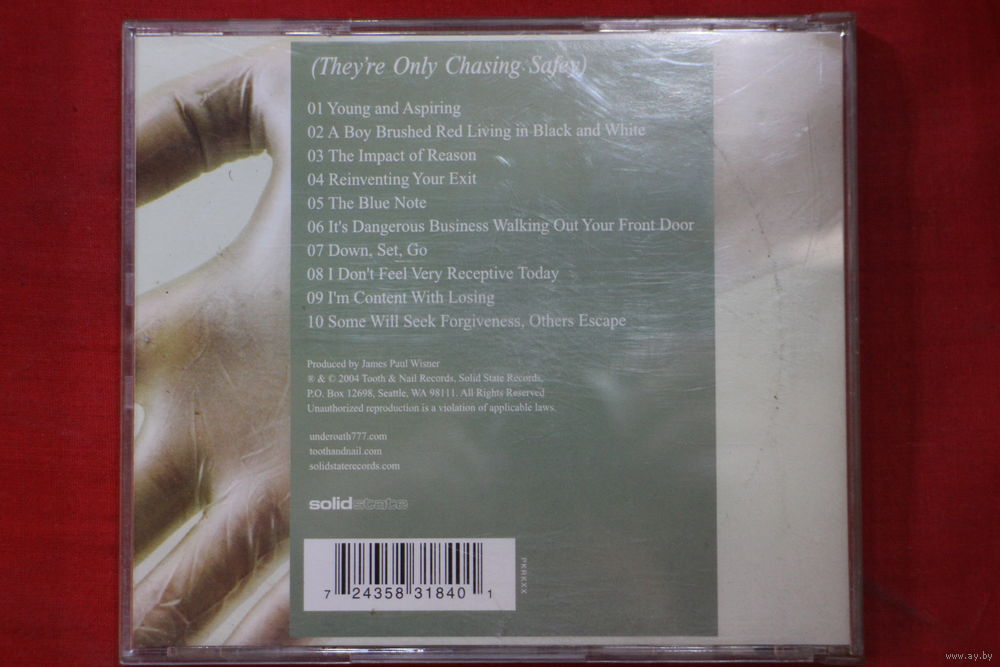 (They're Only Chasing Safety)
01 Young and Aspiring
02 A Boy Brushed Red Living in Black and White
03 The Impact of Reason
04 Reinventing Your Exit
05 The Blue Note
06 It's Dangerous Business Walking Out Your Front Door
07 Down, Set, Go
08 I Don't Feel Very Receptive Today
09 I'm Content With Losing
10 Some Will Seek Forgiveness, Others Escape
Produced by James Paul Wisner
® & © 2004 Tooth & Nail Records, Solid State Records,
P.O. Box 12698, Seattle, WA 98111. All Rights Reserved
Unauthorized reproduction is a violation of applicable laws.
underoath777.com
toothandnail.com
solidstaterecords.com
solidstate
7 24358 31840 1
PKRKXX
www.ay.by